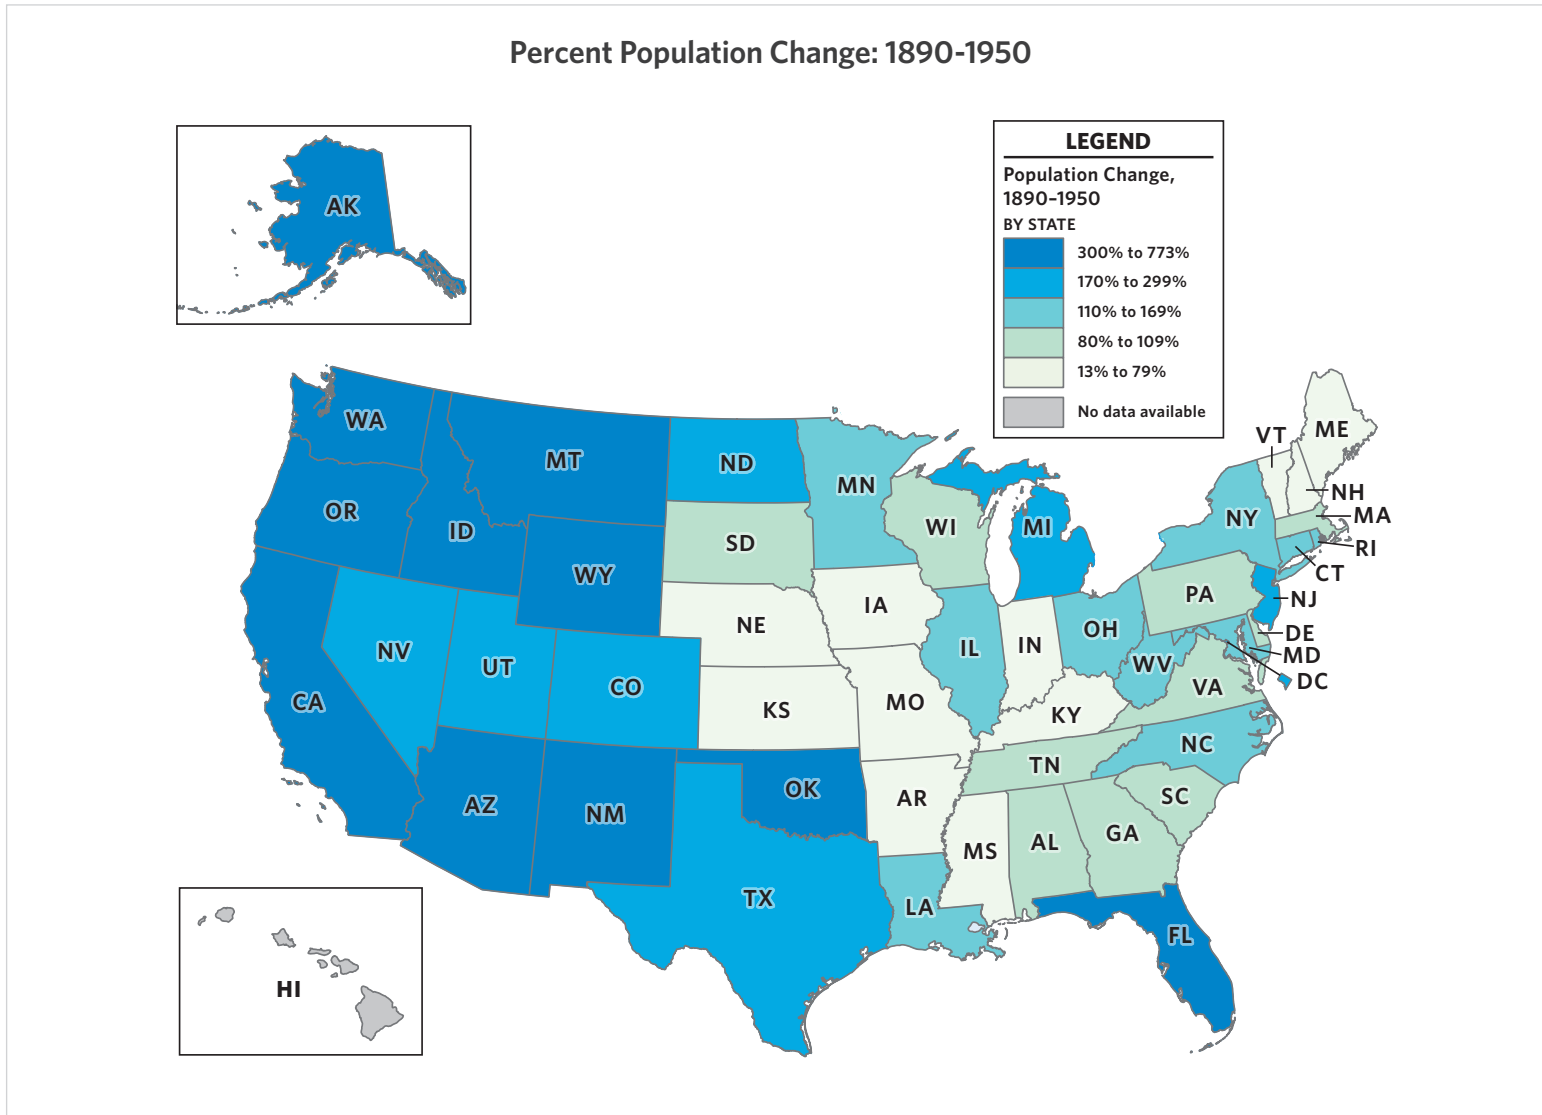 Percent Population Change: 1890-1950
LEGEND
Population Change,
1890–1950
BY STATE
300% to 773%
170% to 299%
110% to 169%
80% to 109%
13% to 79%
No data available
AK
WA
MT
ND
MN
VT
ME
OR
ID
WY
SD
WI
MI
NY
NH
MA
RI
CT
NE
IA
PA
NJ
NV
UT
CO
IL
IN
OH
WV
VA
DE
MD
DC
CA
KS
MO
KY
AZ
NM
OK
AR
TN
NC
SC
TX
LA
MS
AL
GA
FL
HI